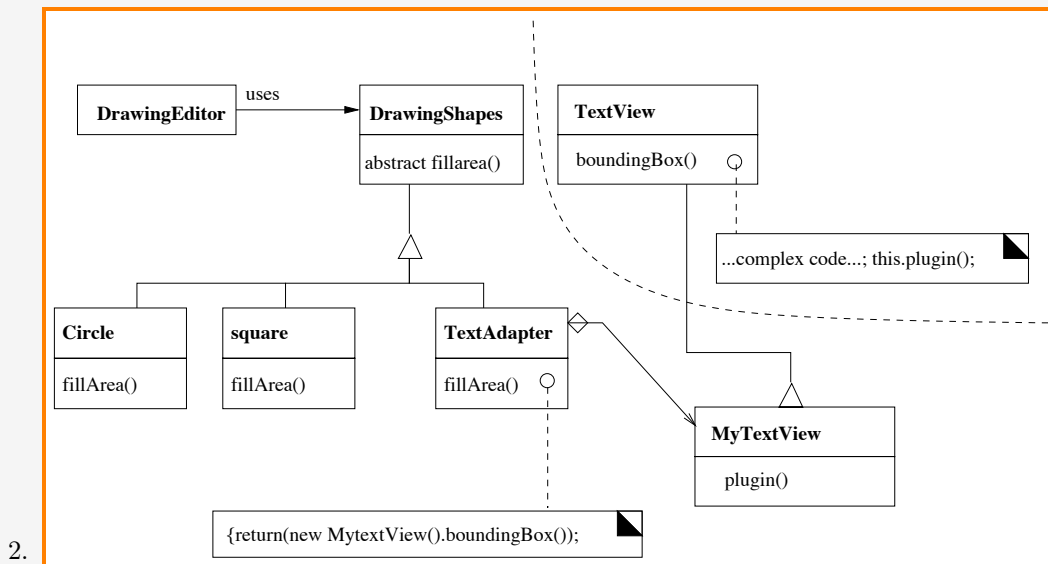 uses
DrawingEditor
DrawingShapes
abstract fillarea()
TextView
boundingBox()
...complex code...; this.plugin();
Circle
fillArea()
square
fillArea()
TextAdapter
fillArea()
MyTextView
plugin()
{return(new MytextView().boundingBox());
2.